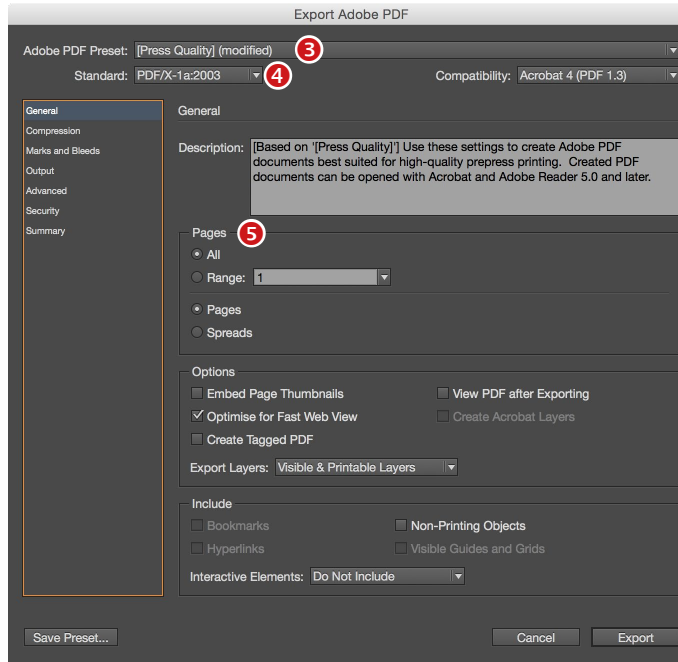 Export Adobe PDF
Adobe PDF Preset: [Press Quality] (modified) 3
Standard: PDF/X-1a:2003 4 Compatibility: Acrobat 4 (PDF 1.3)
General
Compression
Marks and Bleeds
Output
Advanced
Security
Summary
General
Description: [Based on '[Press Quality]'] Use these settings to create Adobe PDF
documents best suited for high-quality prepress printing. Created PDF
documents can be opened with Acrobat and Adobe Reader 5.0 and later.
Pages 5
All
Range: 1
Pages
Spreads
Options
Embed Page Thumbnails View PDF after Exporting
Optimise for Fast Web View Create Acrobat Layers
Create Tagged PDF
Export Layers: Visible & Printable Layers
Include
Bookmarks Non-Printing Objects
Hyperlinks Visible Guides and Grids
Interactive Elements: Do Not Include
Save Preset... Cancel Export